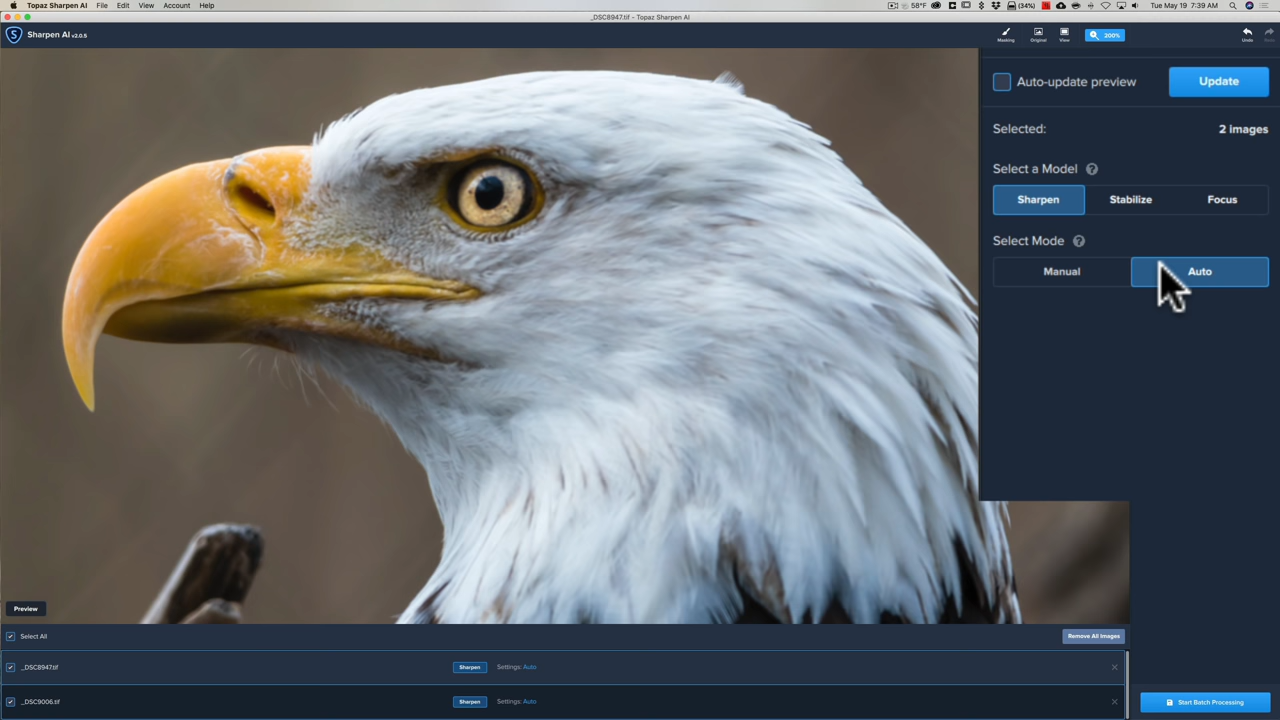 Topaz Sharpen AI File Edit View Account Help
58°F (34%) Tue May 19 7:39 AM
_DSC8947.tif - Topaz Sharpen AI
Sharpen AI v2.0.5
Masking Original View 200% Undo Redo
Auto-update preview Update
Selected: 2 images
Select a Model ?
Sharpen Stabilize Focus
Select Mode ?
Manual Auto
Preview
Select All Remove All Images
_DSC8947.tif Sharpen Settings: Auto
_DSC9006.tif Sharpen Settings: Auto
Start Batch Processing